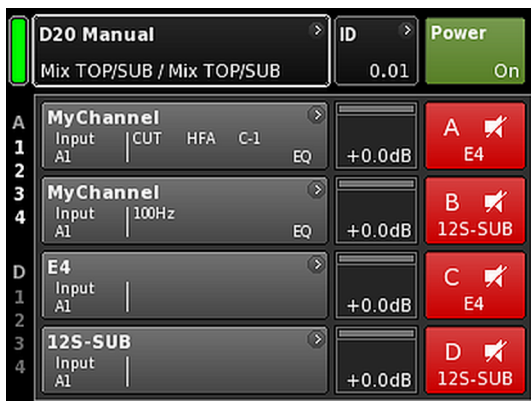 D20 Manual
Mix TOP/SUB / Mix TOP/SUB
ID
0.01
Power
On
A
1
2
3
4
D
1
2
3
4
MyChannel
Input
A1
CUT HFA C-1
EQ
+0.0dB
A
E4
MyChannel
Input
A1
100Hz
EQ
+0.0dB
B
12S-SUB
E4
Input
A1
+0.0dB
C
E4
12S-SUB
Input
A1
+0.0dB
D
12S-SUB